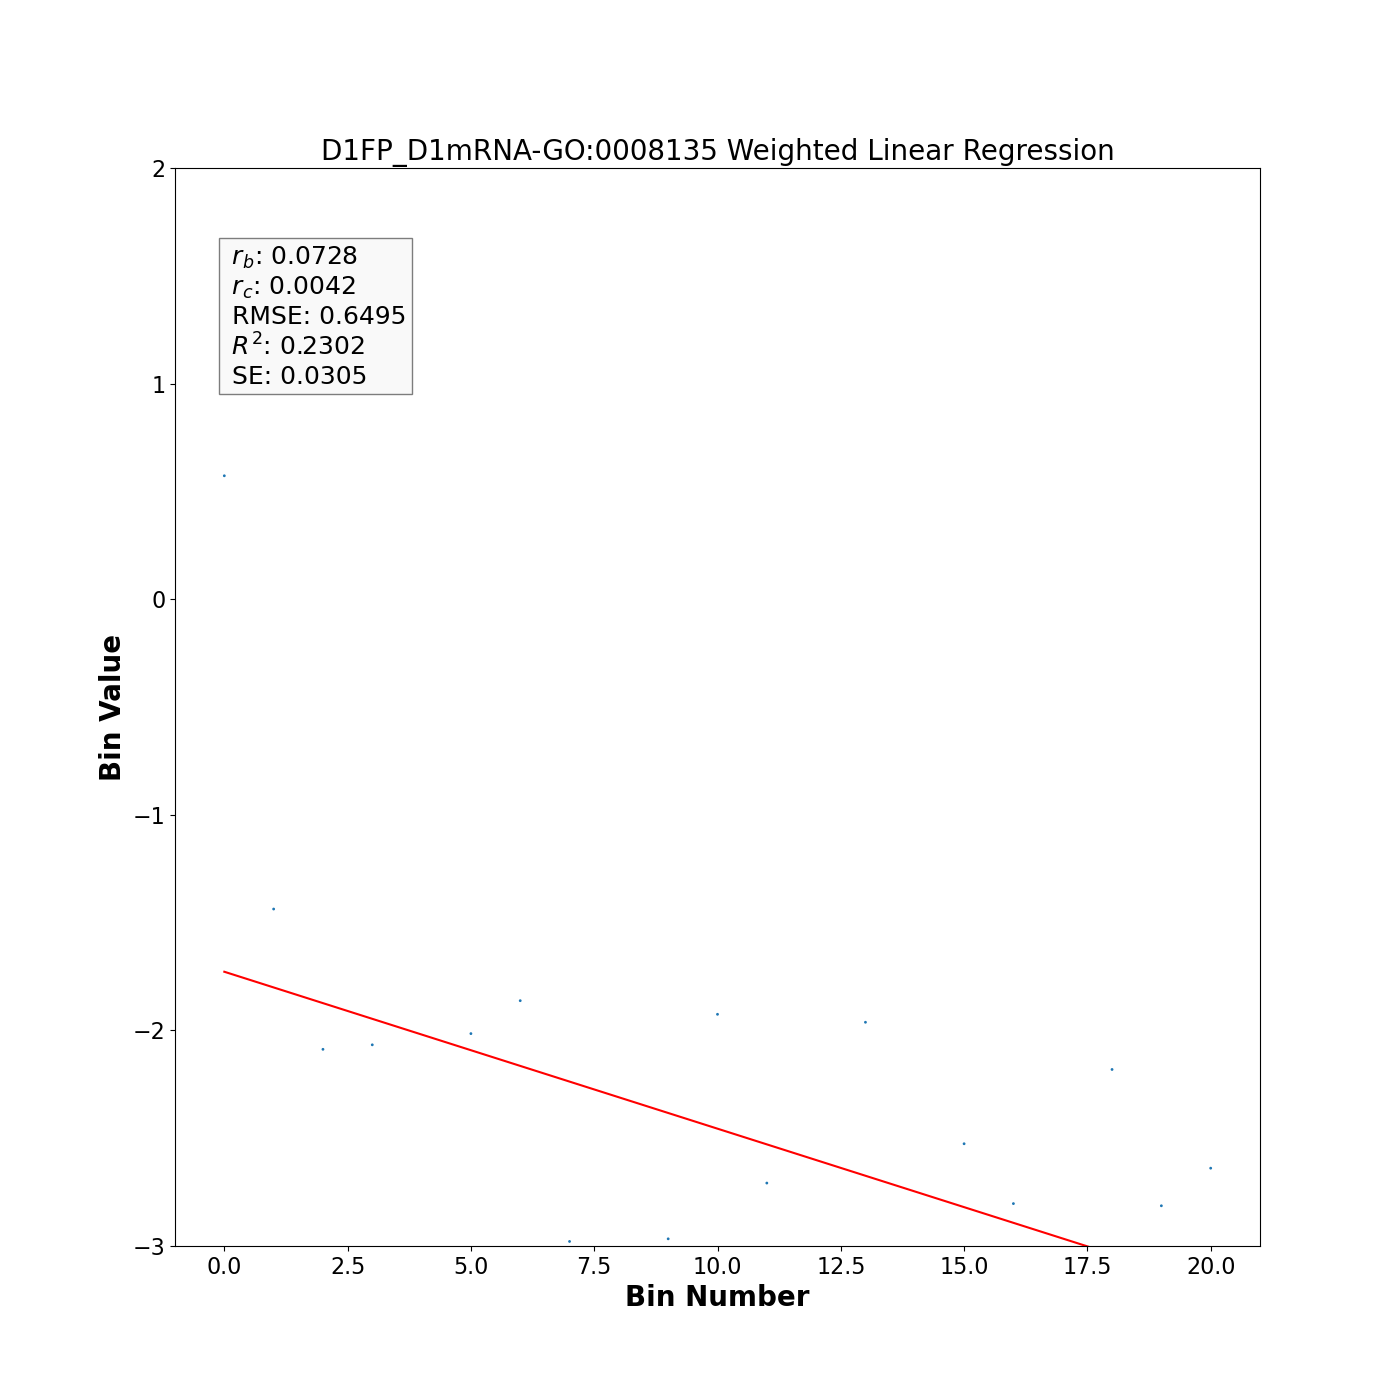 D1FP_D1mRNA-GO:0008135 Weighted Linear Regression
2
r_b: 0.0728
r_c: 0.0042
RMSE: 0.6495
R²: 0.2302
SE: 0.0305
1
0
−1
−2
−3
Bin Value
0.0 2.5 5.0 7.5 10.0 12.5 15.0 17.5 20.0
Bin Number